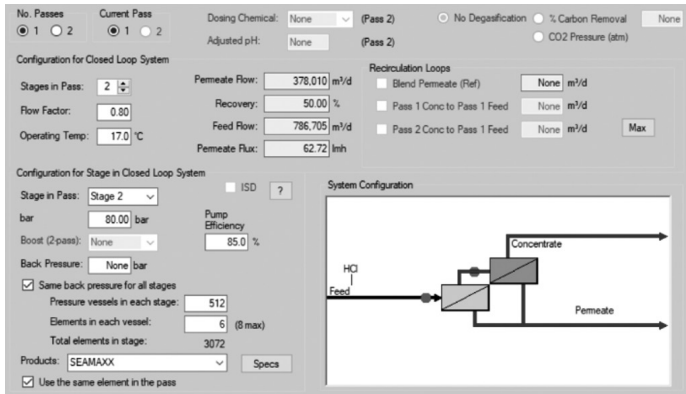 No. Passes
1 2
Current Pass
1 2
Dosing Chemical: None (Pass 2)
Adjusted pH: None (Pass 2)
No Degasification % Carbon Removal None
CO2 Pressure (atm)
Configuration for Closed Loop System
Stages in Pass: 2
Flow Factor: 0.80
Operating Temp: 17.0 °C
Permeate Flow: 378,010 m³/d
Recovery: 50.00 %
Feed Flow: 786,705 m³/d
Permeate Flux: 62.72 lmh
Recirculation Loops
Blend Permeate (Ref) None m³/d
Pass 1 Conc to Pass 1 Feed None m³/d
Pass 2 Conc to Pass 1 Feed None m³/d Max
Configuration for Stage in Closed Loop System
Stage in Pass: Stage 2
ISD ?
bar 80.00 bar
Pump
Efficiency
85.0 %
Boost (2-pass): None
Back Pressure: None bar
Same back pressure for all stages
Pressure vessels in each stage: 512
Elements in each vessel: 6 (8 max)
Total elements in stage: 3072
Products: SEAMAXX Specs
Use the same element in the pass
System Configuration
Concentrate
HCl
Feed
Permeate